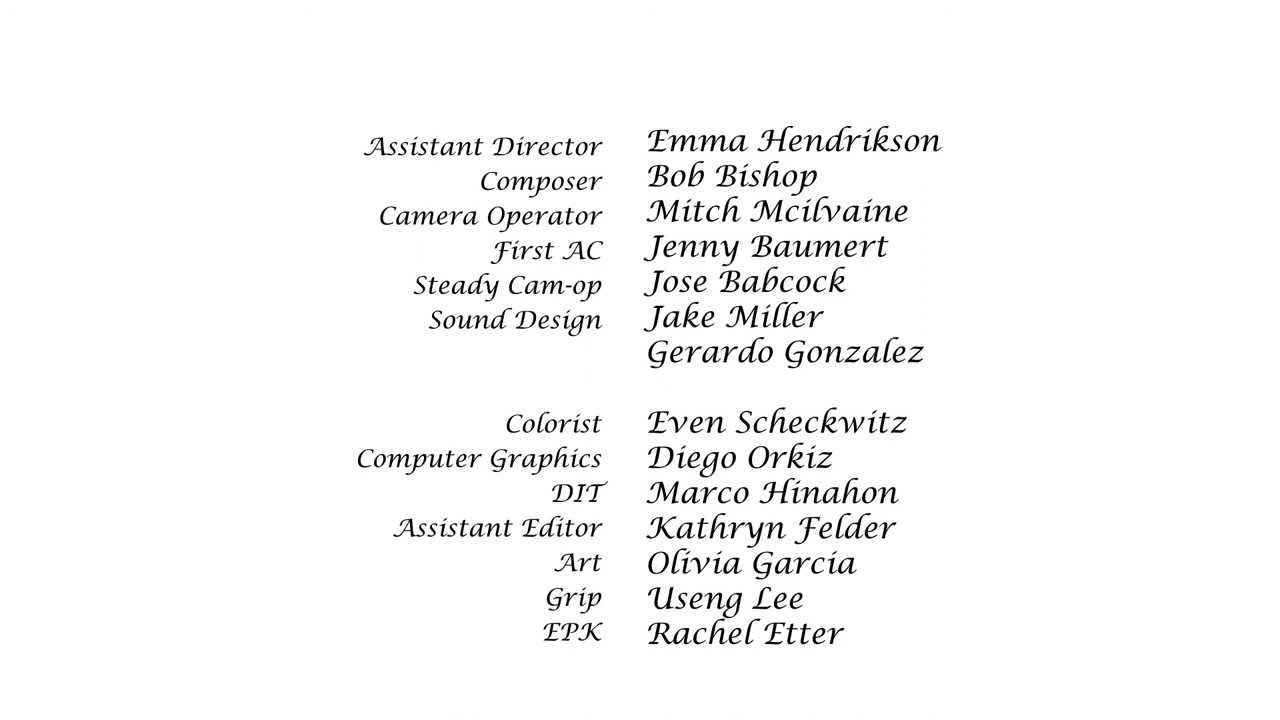 Assistant Director Emma Hendrikson
Composer Bob Bishop
Camera Operator Mitch Mcilvaine
First AC Jenny Baumert
Steady Cam-op Jose Babcock
Sound Design Jake Miller
Gerardo Gonzalez
Colorist Even Scheckwitz
Computer Graphics Diego Orkiz
DIT Marco Hinahon
Assistant Editor Kathryn Felder
Art Olivia Garcia
Grip Useng Lee
EPK Rachel Etter